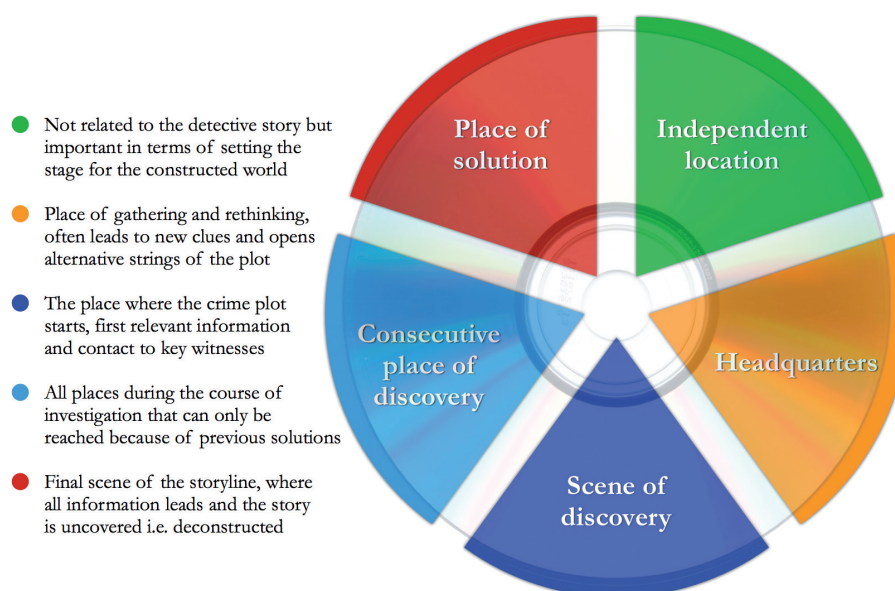 Not related to the detective story but
important in terms of setting the
stage for the constructed world
Place of gathering and rethinking,
often leads to new clues and opens
alternative strings of the plot
The place where the crime plot
starts, first relevant information
and contact to key witnesses
All places during the course of
investigation that can only be
reached because of previous solutions
Final scene of the storyline, where
all information leads and the story
is uncovered i.e. deconstructed
Place of
solution
Independent
location
Consecutive
place of
discovery
Headquarters
Scene of
discovery